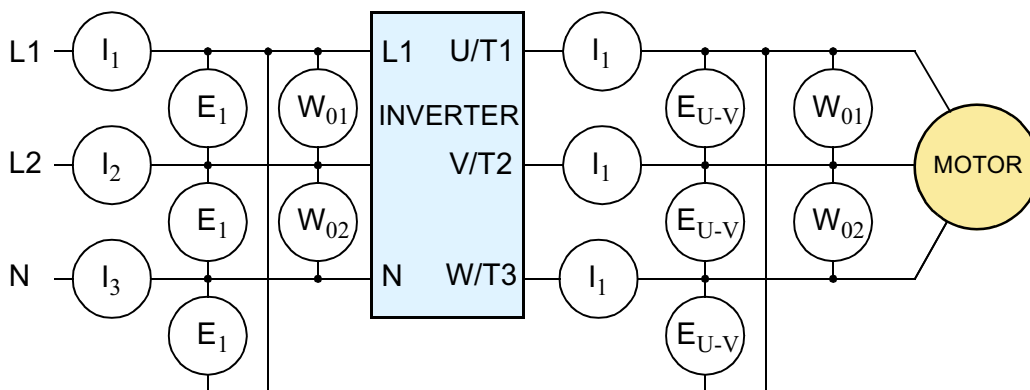 L1 I1 L1 U/T1 I1
E1 W01 INVERTER EU-V W01
L2 I2 V/T2 I1 MOTOR
E1 W02 EU-V W02
N I3 N W/T3 I1
E1 EU-V